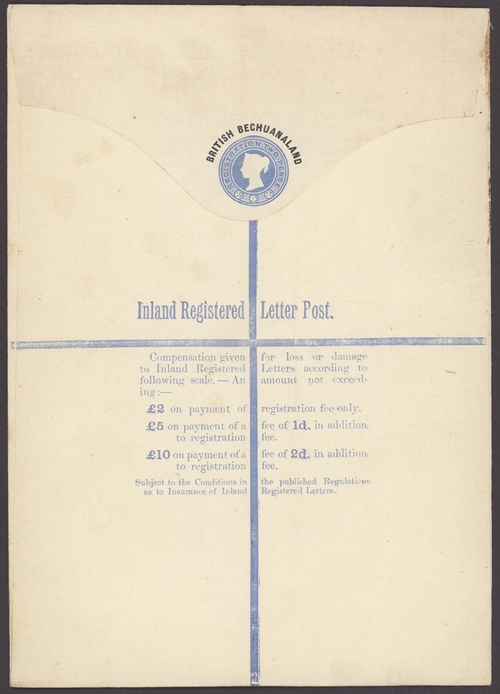 BRITISH BECHUANALAND
REGISTRATION TWO PENCE
Inland Registered Letter Post.
Compensation given for loss or damage
to Inland Registered Letters according to
following scale. — An amount not exceed-
ing:—
£2 on payment of registration fee only.
£5 on payment of a fee of 1d. in addition
to registration fee.
£10 on payment of a fee of 2d. in addition
to registration fee.
Subject to the Conditions in the published Regulations
as to Insurance of Inland Registered Letters.